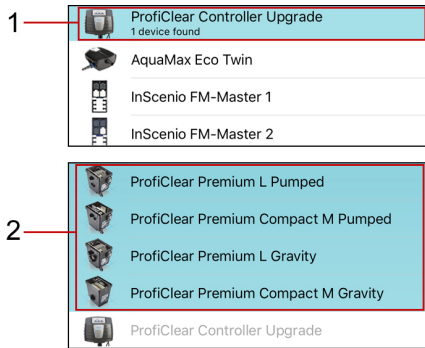 1
ProfiClear Controller Upgrade
1 device found
AquaMax Eco Twin
InScenio FM-Master 1
InScenio FM-Master 2
2
ProfiClear Premium L Pumped
ProfiClear Premium Compact M Pumped
ProfiClear Premium L Gravity
ProfiClear Premium Compact M Gravity
ProfiClear Controller Upgrade